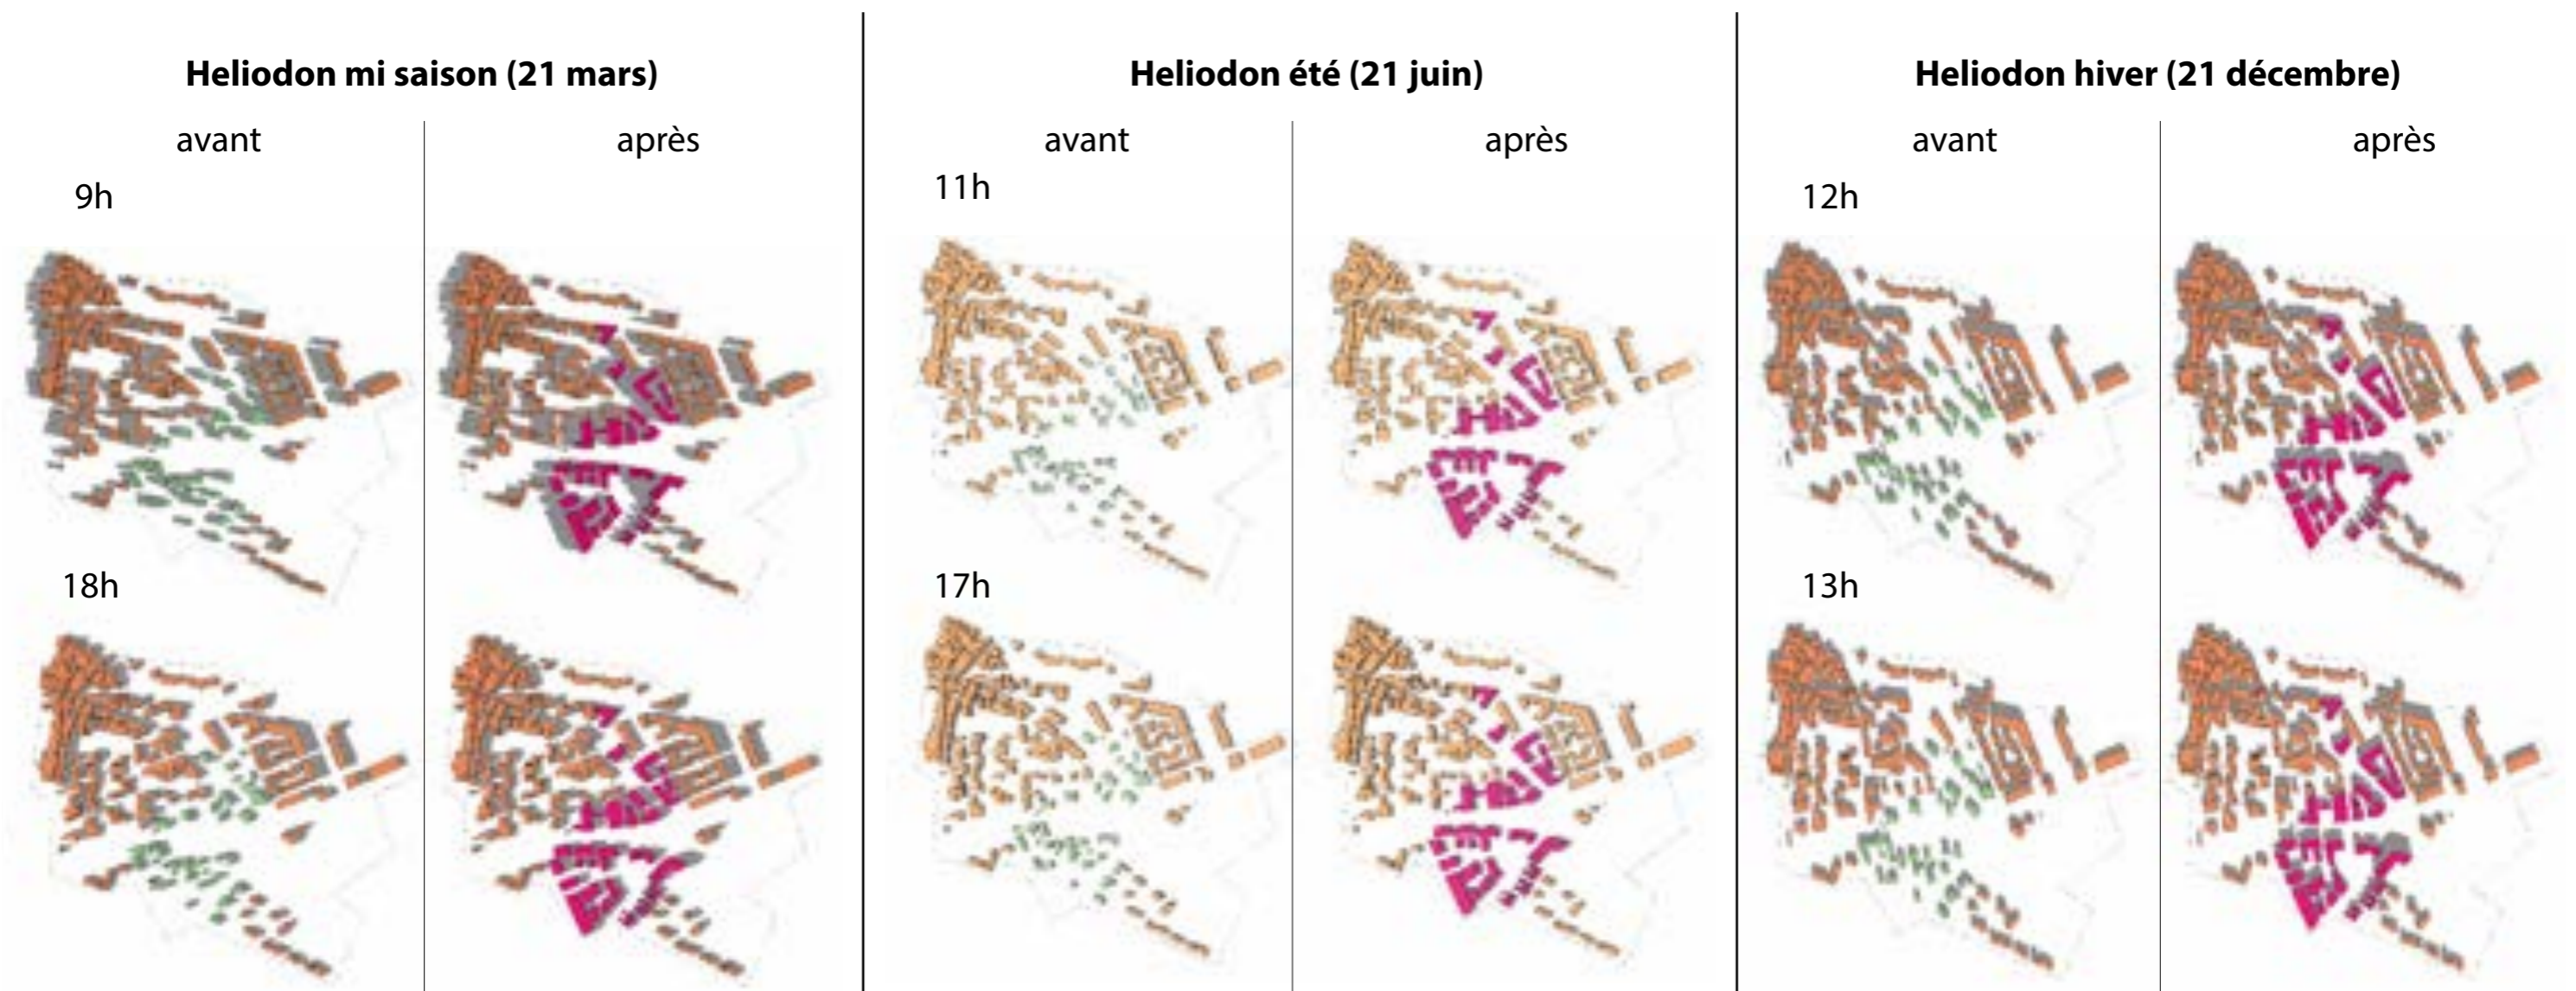 Heliodon mi saison (21 mars)
avant
après
9h
18h
Heliodon été (21 juin)
avant
après
11h
17h
Heliodon hiver (21 décembre)
avant
après
12h
13h